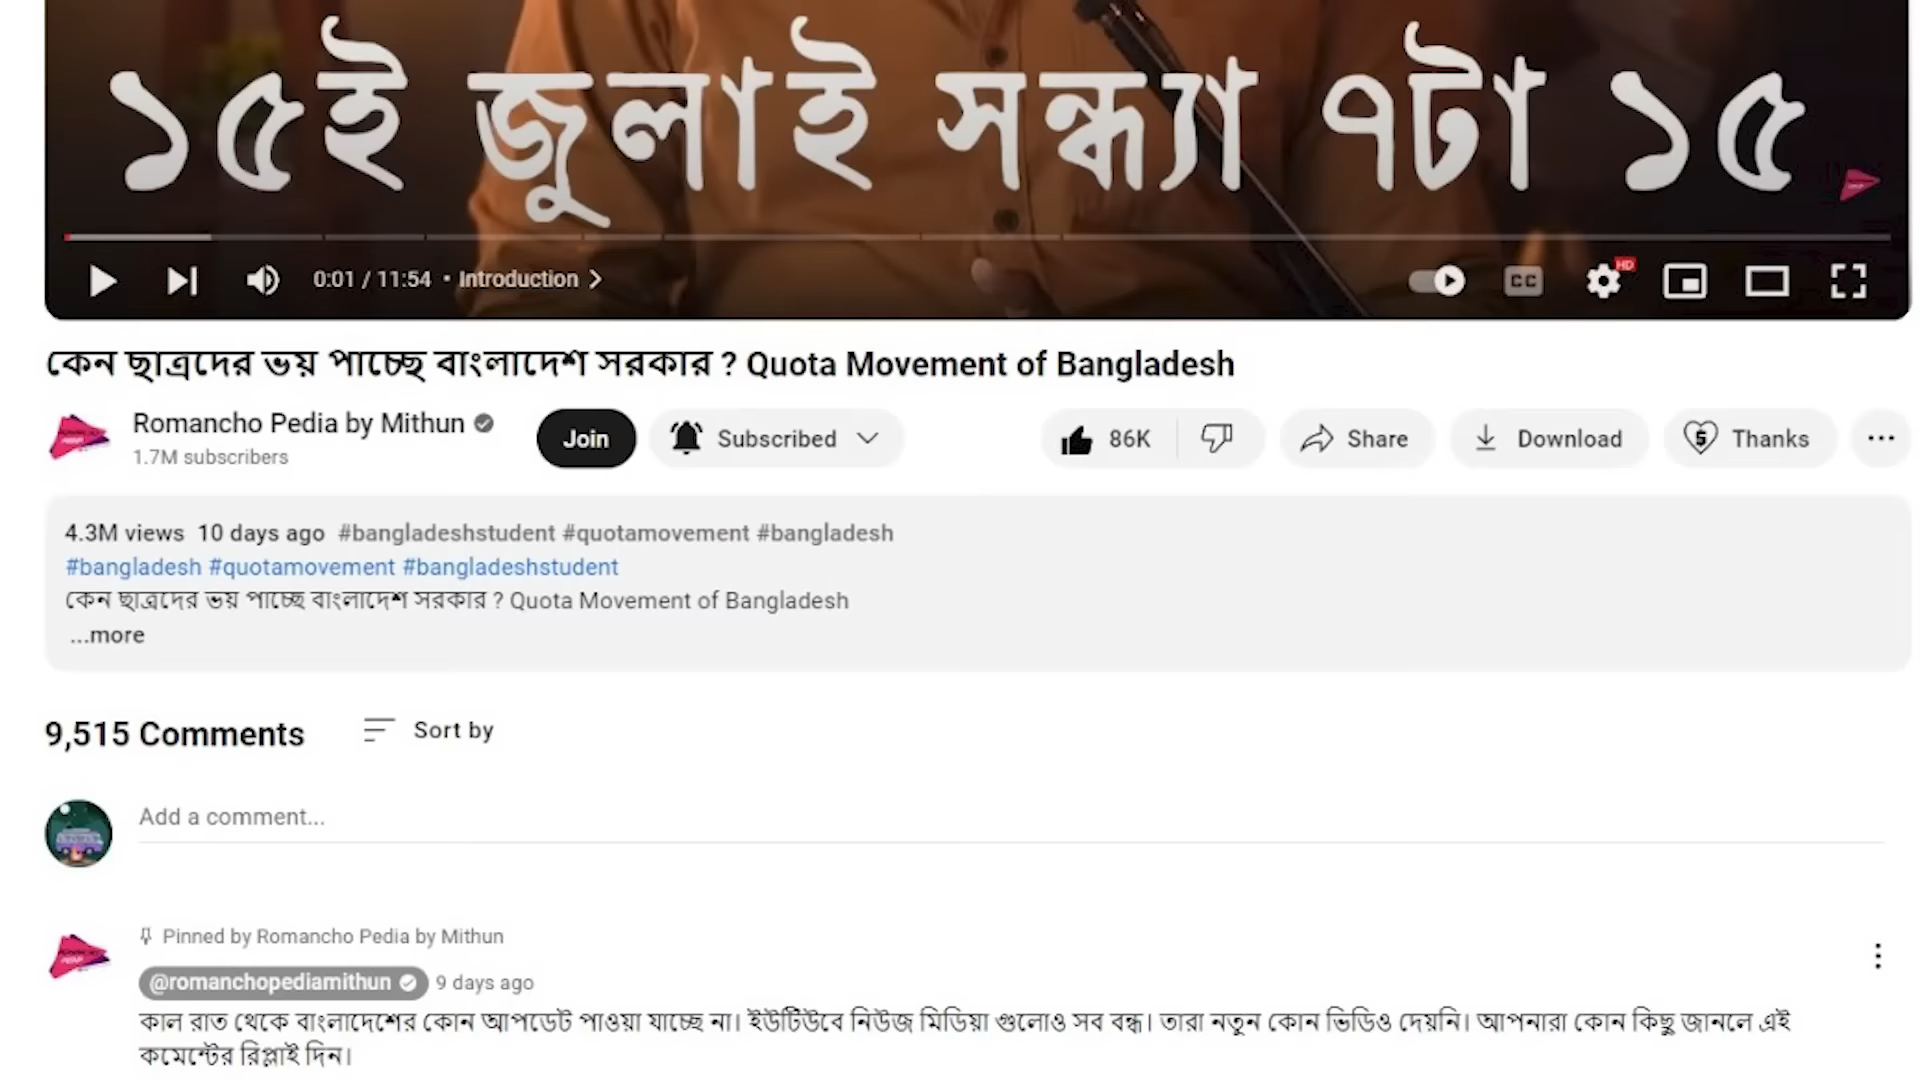 ১৫ই জুলাই সন্ধ্যা ৭টা ১৫
0:01 / 11:54 • Introduction
CC
HD
কেন ছাত্রদের ভয় পাচ্ছে বাংলাদেশ সরকার ? Quota Movement of Bangladesh
Romancho Pedia by Mithun
1.7M subscribers
Join
Subscribed
86K
Share
Download
Thanks
4.3M views 10 days ago #bangladeshstudent #quotamovement #bangladesh
#bangladesh #quotamovement #bangladeshstudent
কেন ছাত্রদের ভয় পাচ্ছে বাংলাদেশ সরকার ? Quota Movement of Bangladesh
...more
9,515 Comments
Sort by
Add a comment...
Pinned by Romancho Pedia by Mithun
@romanchopediamithun 9 days ago
কাল রাত থেকে বাংলাদেশের কোন আপডেট পাওয়া যাচ্ছে না। ইউটিউবে নিউজ মিডিয়া গুলোও সব বন্ধ। তারা নতুন কোন ভিডিও দেয়নি। আপনারা কোন কিছু জানলে এই
কমেন্টের রিপ্লাই দিন।